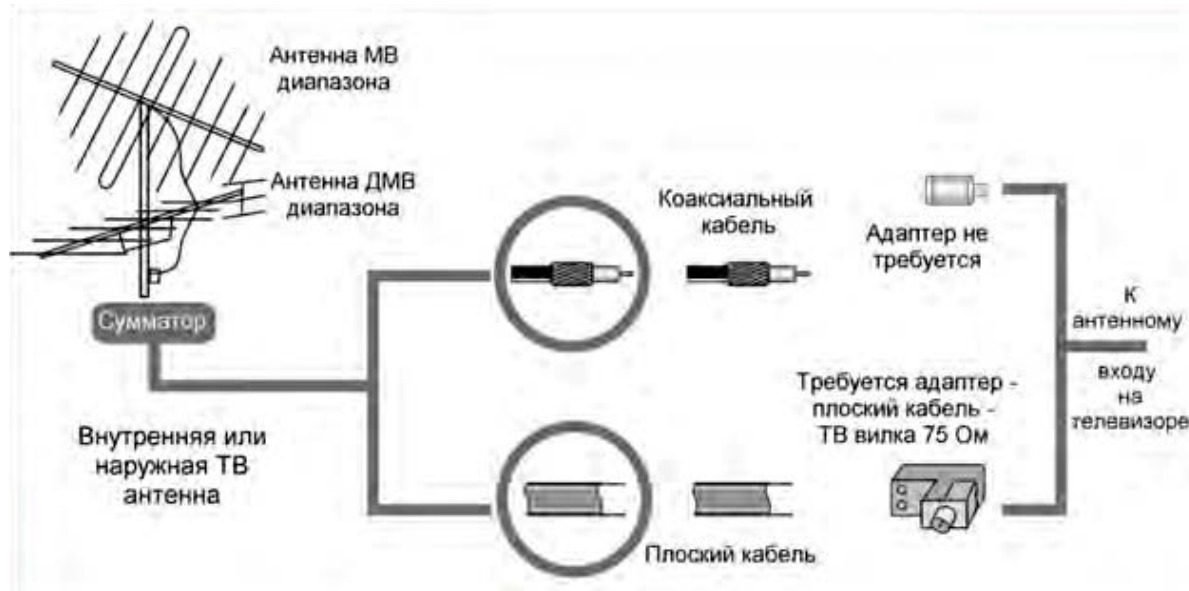 Антенна МВ
диапазона
Антенна ДМВ
диапазона
Сумматор
Внутренняя или
наружная ТВ
антенна
Коаксиальный
кабель
Плоский кабель
Адаптер не
требуется
Требуется адаптер -
плоский кабель -
ТВ вилка 75 Ом
К
антенному
входу
на
телевизоре